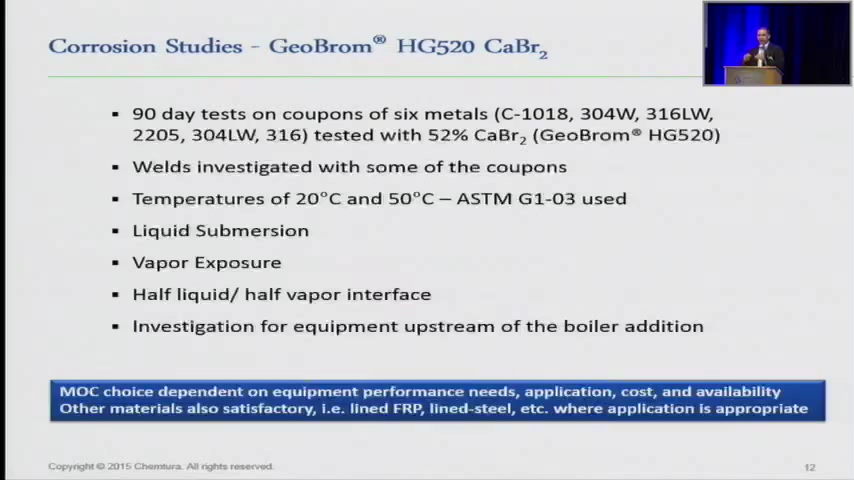 Corrosion Studies - GeoBrom® HG520 CaBr₂
▪ 90 day tests on coupons of six metals (C-1018, 304W, 316LW,
2205, 304LW, 316) tested with 52% CaBr₂ (GeoBrom® HG520)
▪ Welds investigated with some of the coupons
▪ Temperatures of 20°C and 50°C – ASTM G1-03 used
▪ Liquid Submersion
▪ Vapor Exposure
▪ Half liquid/ half vapor interface
▪ Investigation for equipment upstream of the boiler addition
MOC choice dependent on equipment performance needs, application, cost, and availability
Other materials also satisfactory, i.e. lined FRP, lined-steel, etc. where application is appropriate
Copyright © 2015 Chemtura. All rights reserved.
12